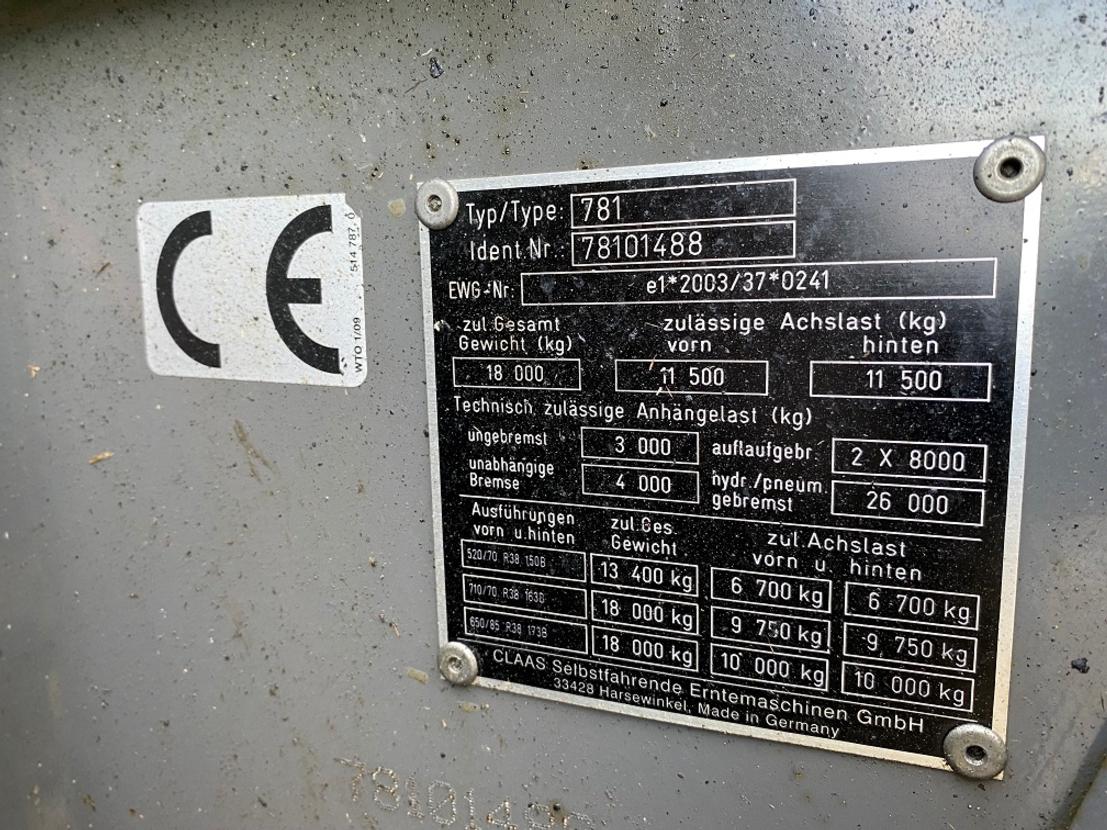 CE
514 787. 0
WTO 1/09
Typ/Type: 781
Ident.Nr.: 78101488
EWG-Nr: e1*2003/37*0241
zul.Gesamt zulässige Achslast (kg)
Gewicht (kg) vorn hinten
18 000 11 500 11 500
Technisch zulässige Anhängelast (kg)
ungebremst 3 000 auflaufgebr. 2 X 8000
unabhängige Bremse 4 000 hydr./pneum. gebremst 26 000
Ausführungen zul.Ges. zul.Achslast
vorn u.hinten Gewicht vorn u. hinten
520/70 R38 150B 13 400 kg 6 700 kg 6 700 kg
710/70 R38 18 000 kg 9 750 kg 9 750 kg
650/85 R38 173B 18 000 kg 10 000 kg 10 000 kg
CLAAS Selbstfahrende Erntemaschinen GmbH
33428 Harsewinkel, Made in Germany